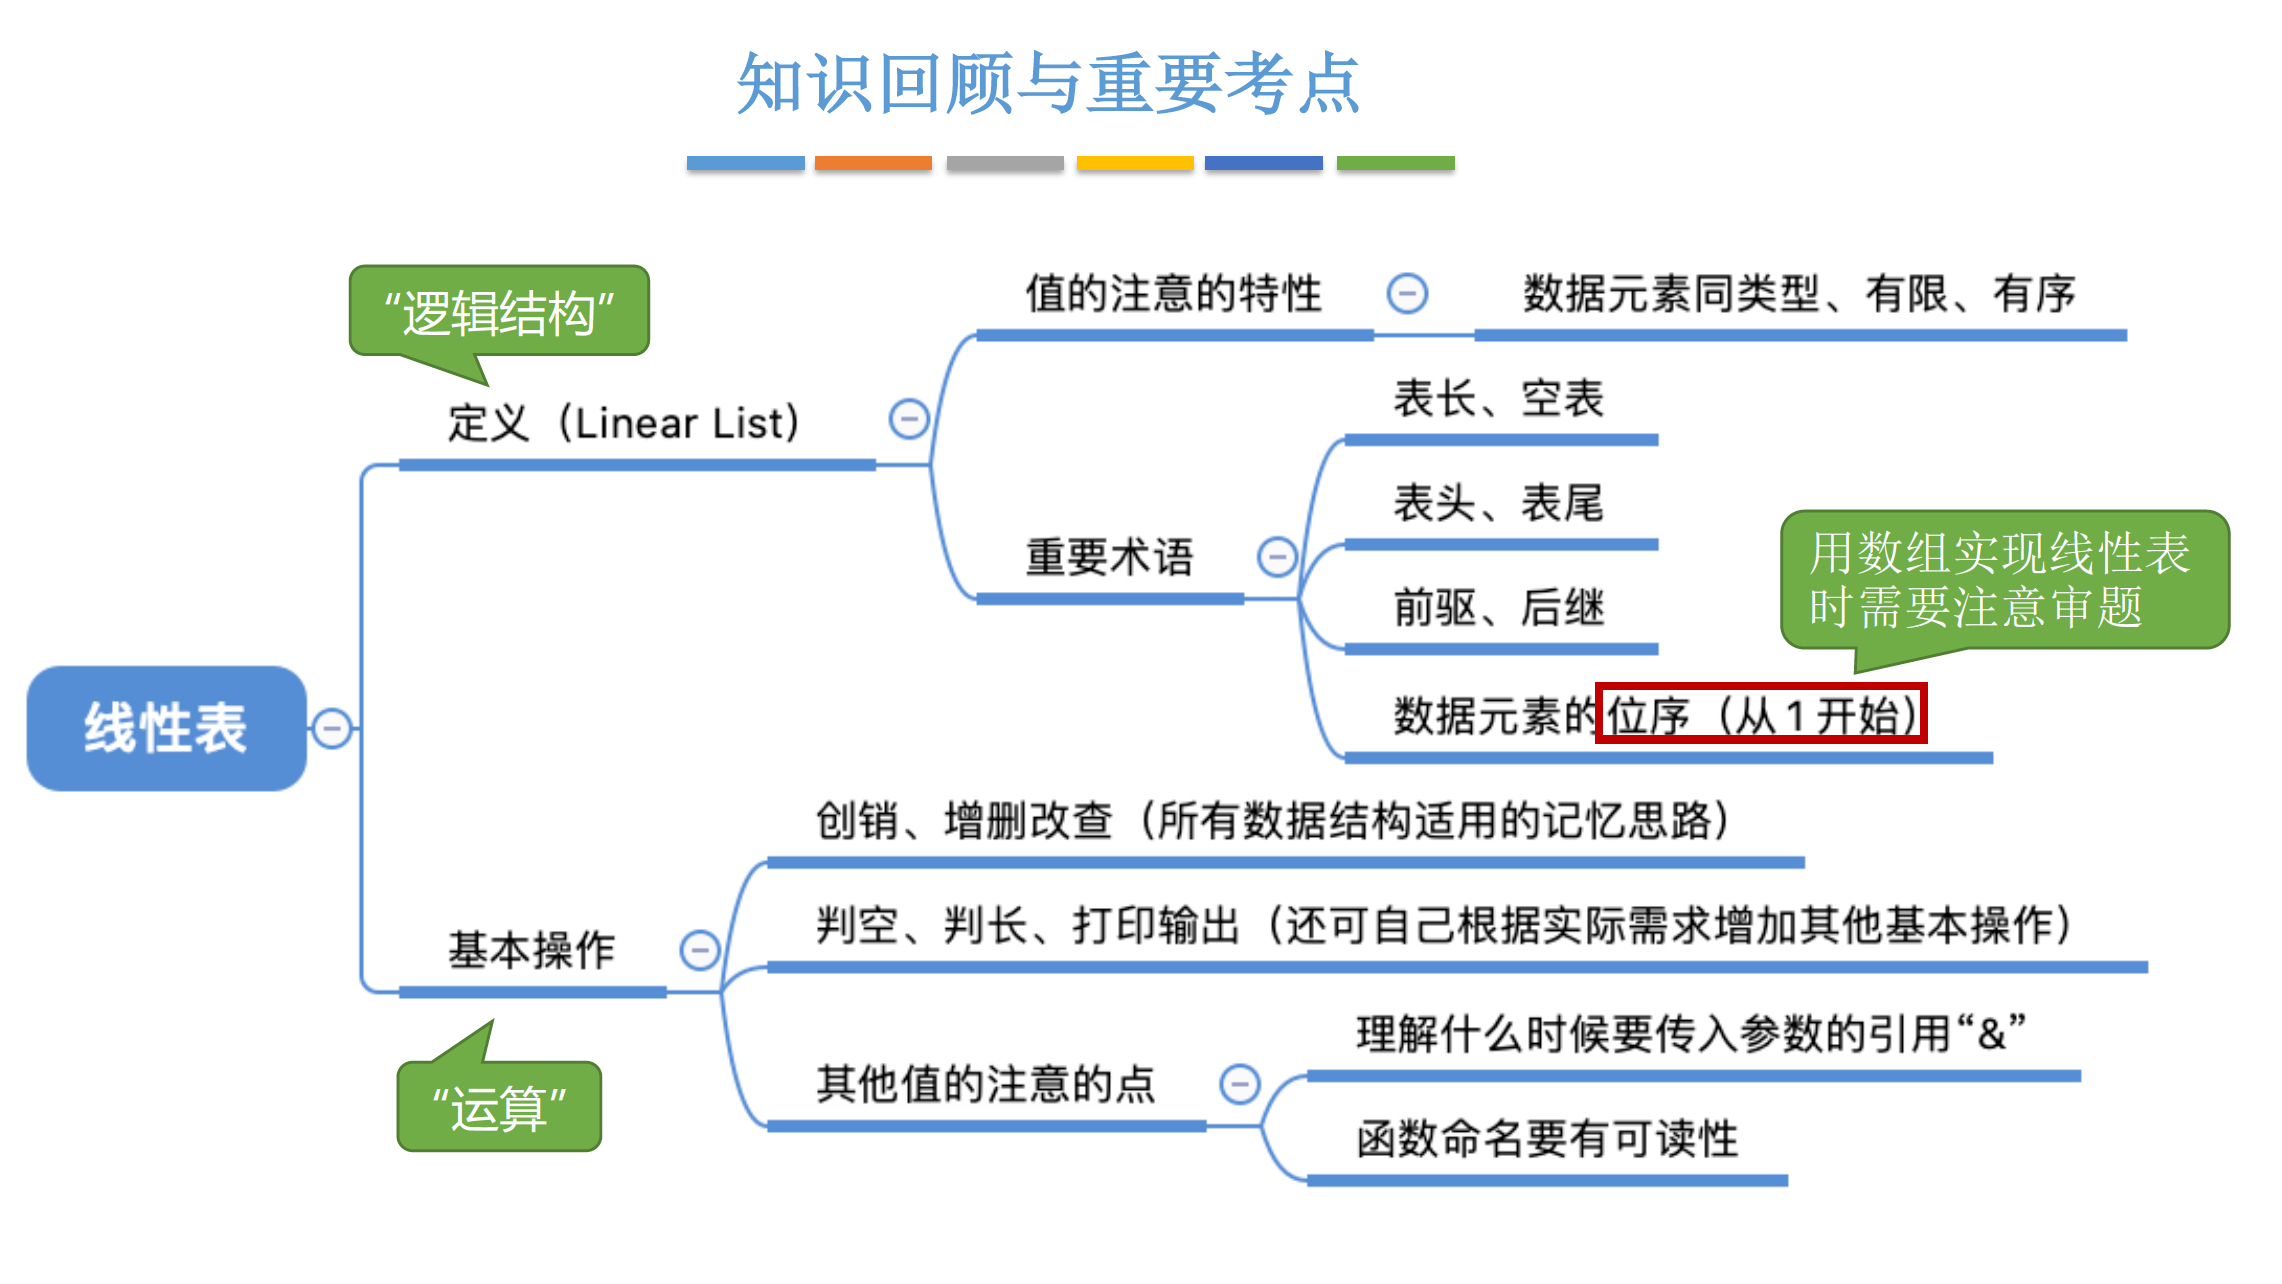 知识回顾与重要考点
“逻辑结构”
值的注意的特性
数据元素同类型、有限、有序
定义（Linear List）
表长、空表
表头、表尾
重要术语
用数组实现线性表
时需要注意审题
前驱、后继
数据元素的位序（从1开始）
线性表
创销、增删改查（所有数据结构适用的记忆思路）
判空、判长、打印输出（还可自己根据实际需求增加其他基本操作）
基本操作
理解什么时候要传入参数的引用“&”
其他值的注意的点
“运算”
函数命名要有可读性